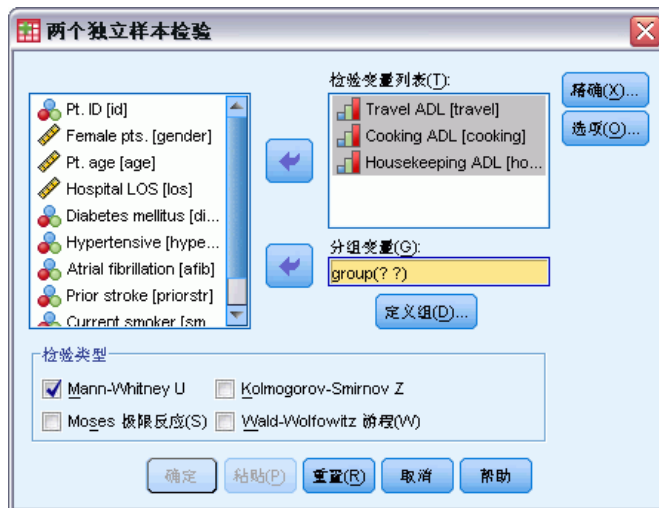 两个独立样本检验
检验变量列表(T):
Pt. ID [id]
Female pts. [gender]
Pt. age [age]
Hospital LOS [los]
Diabetes mellitus [di...
Hypertensive [hype...
Atrial fibrillation [afib]
Prior stroke [priorstr]
Current smoker [sm
Travel ADL [travel]
Cooking ADL [cooking]
Housekeeping ADL [ho...
精确(X)...
选项(O)...
分组变量(G):
group(? ?)
定义组(D)...
检验类型
Mann-Whitney U
Kolmogorov-Smirnov Z
Moses 极限反应(S)
Wald-Wolfowitz 游程(W)
确定
粘贴(P)
重置(R)
取消
帮助